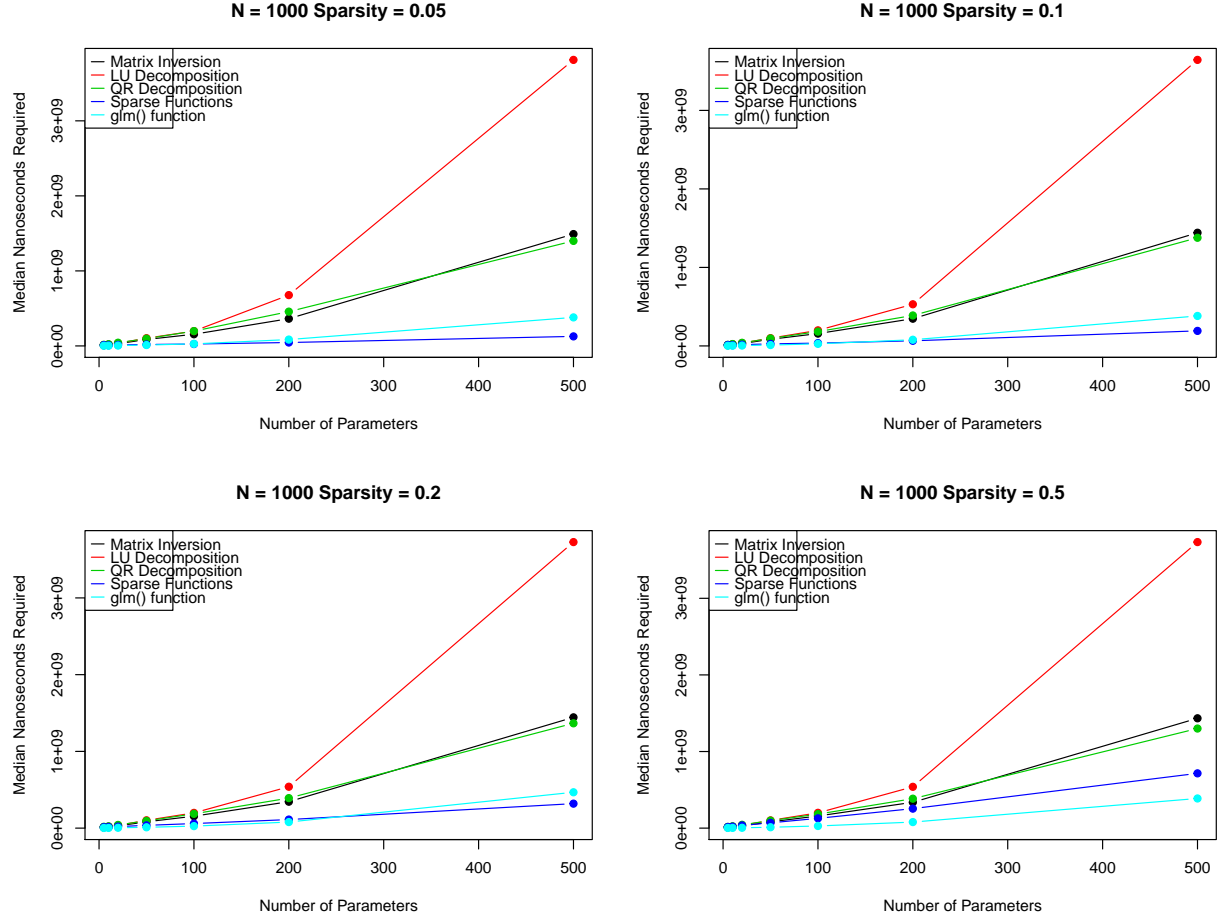 N = 1000 Sparsity = 0.05
Matrix Inversion
LU Decomposition
QR Decomposition
Sparse Functions
glm() function
Median Nanoseconds Required
0e+00 1e+09 2e+09 3e+09
0 100 200 300 400 500
Number of Parameters
N = 1000 Sparsity = 0.1
Matrix Inversion
LU Decomposition
QR Decomposition
Sparse Functions
glm() function
Median Nanoseconds Required
0e+00 1e+09 2e+09 3e+09
0 100 200 300 400 500
Number of Parameters
N = 1000 Sparsity = 0.2
Matrix Inversion
LU Decomposition
QR Decomposition
Sparse Functions
glm() function
Median Nanoseconds Required
0e+00 1e+09 2e+09 3e+09
0 100 200 300 400 500
Number of Parameters
N = 1000 Sparsity = 0.5
Matrix Inversion
LU Decomposition
QR Decomposition
Sparse Functions
glm() function
Median Nanoseconds Required
0e+00 1e+09 2e+09 3e+09
0 100 200 300 400 500
Number of Parameters